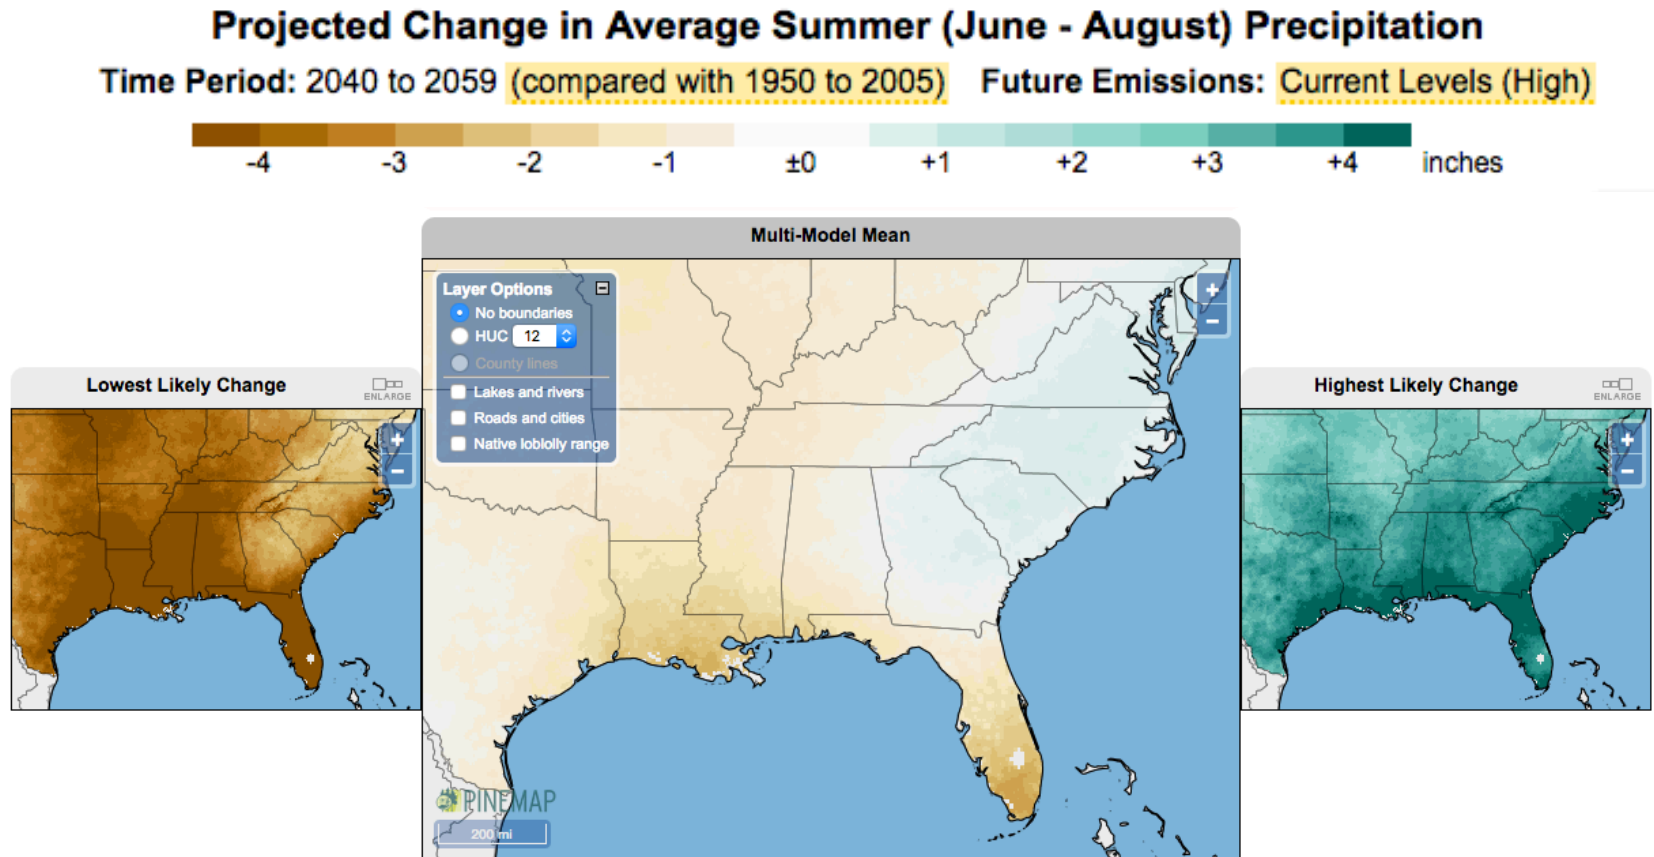 Projected Change in Average Summer (June - August) Precipitation
Time Period: 2040 to 2059 (compared with 1950 to 2005) Future Emissions: Current Levels (High)
-4 -3 -2 -1 ±0 +1 +2 +3 +4 inches
Multi-Model Mean
Layer Options
No boundaries
HUC 12
County lines
Lakes and rivers
Roads and cities
Native loblolly range
+
−
PINEMAP
200 mi
Lowest Likely Change
ENLARGE
+
−
Highest Likely Change
ENLARGE
+
−